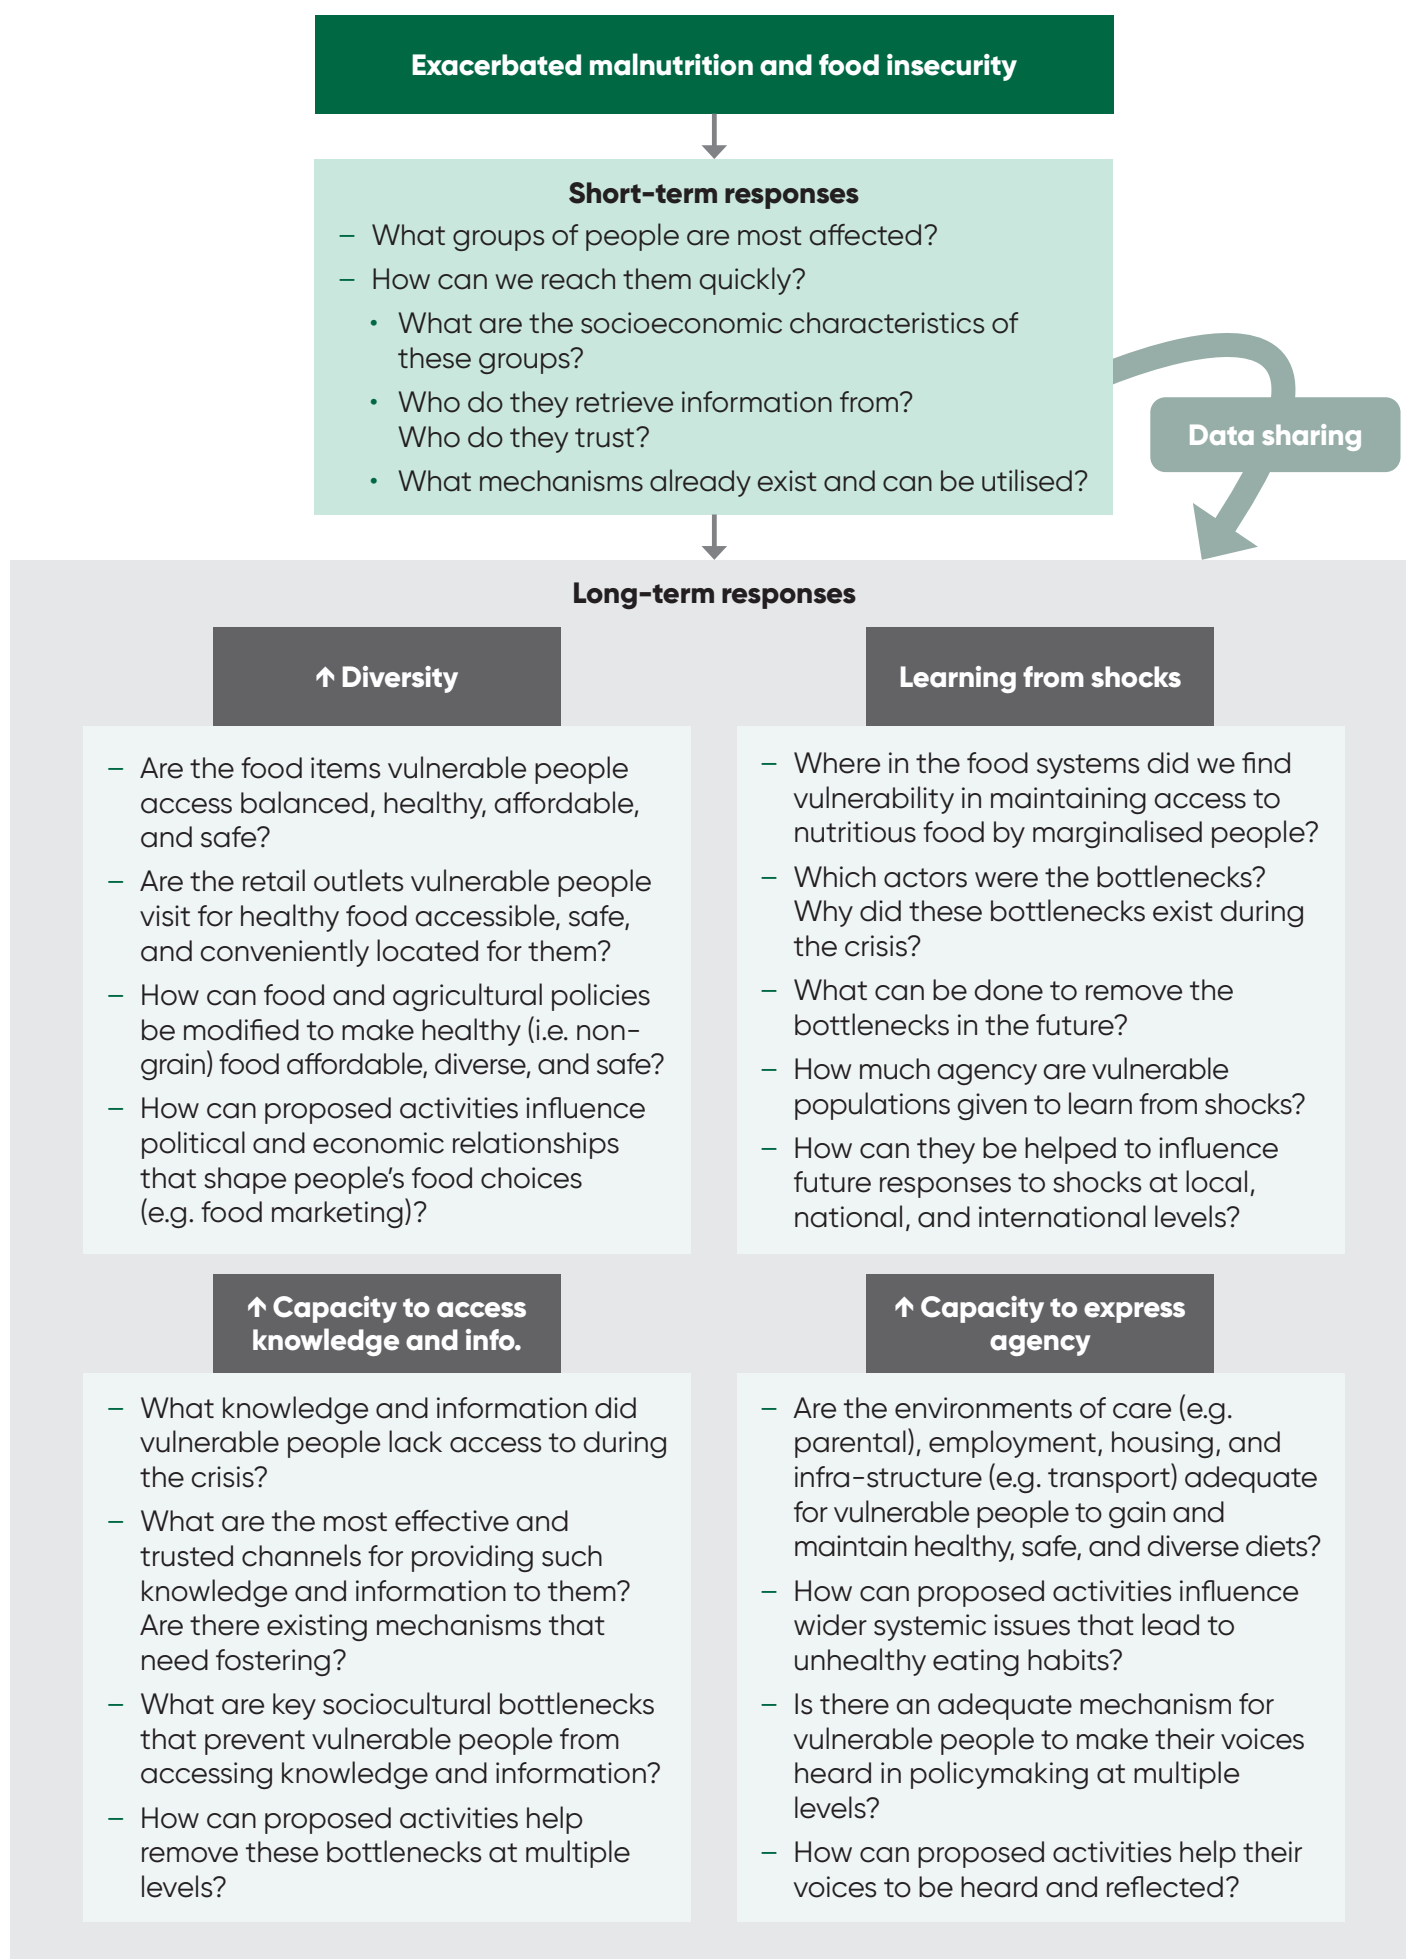 Exacerbated malnutrition and food insecurity
Short-term responses
– What groups of people are most affected?
– How can we reach them quickly?
• What are the socioeconomic characteristics of
these groups?
• Who do they retrieve information from?
Who do they trust?
• What mechanisms already exist and can be utilised?
Data sharing
Long-term responses
↑ Diversity
– Are the food items vulnerable people
access balanced, healthy, affordable,
and safe?
– Are the retail outlets vulnerable people
visit for healthy food accessible, safe,
and conveniently located for them?
– How can food and agricultural policies
be modified to make healthy (i.e. non-
grain) food affordable, diverse, and safe?
– How can proposed activities influence
political and economic relationships
that shape people’s food choices
(e.g. food marketing)?
Learning from shocks
– Where in the food systems did we find
vulnerability in maintaining access to
nutritious food by marginalised people?
– Which actors were the bottlenecks?
Why did these bottlenecks exist during
the crisis?
– What can be done to remove the
bottlenecks in the future?
– How much agency are vulnerable
populations given to learn from shocks?
– How can they be helped to influence
future responses to shocks at local,
national, and international levels?
↑ Capacity to access
knowledge and info.
– What knowledge and information did
vulnerable people lack access to during
the crisis?
– What are the most effective and
trusted channels for providing such
knowledge and information to them?
Are there existing mechanisms that
need fostering?
– What are key sociocultural bottlenecks
that prevent vulnerable people from
accessing knowledge and information?
– How can proposed activities help
remove these bottlenecks at multiple
levels?
↑ Capacity to express
agency
– Are the environments of care (e.g.
parental), employment, housing, and
infra-structure (e.g. transport) adequate
for vulnerable people to gain and
maintain healthy, safe, and diverse diets?
– How can proposed activities influence
wider systemic issues that lead to
unhealthy eating habits?
– Is there an adequate mechanism for
vulnerable people to make their voices
heard in policymaking at multiple
levels?
– How can proposed activities help their
voices to be heard and reflected?